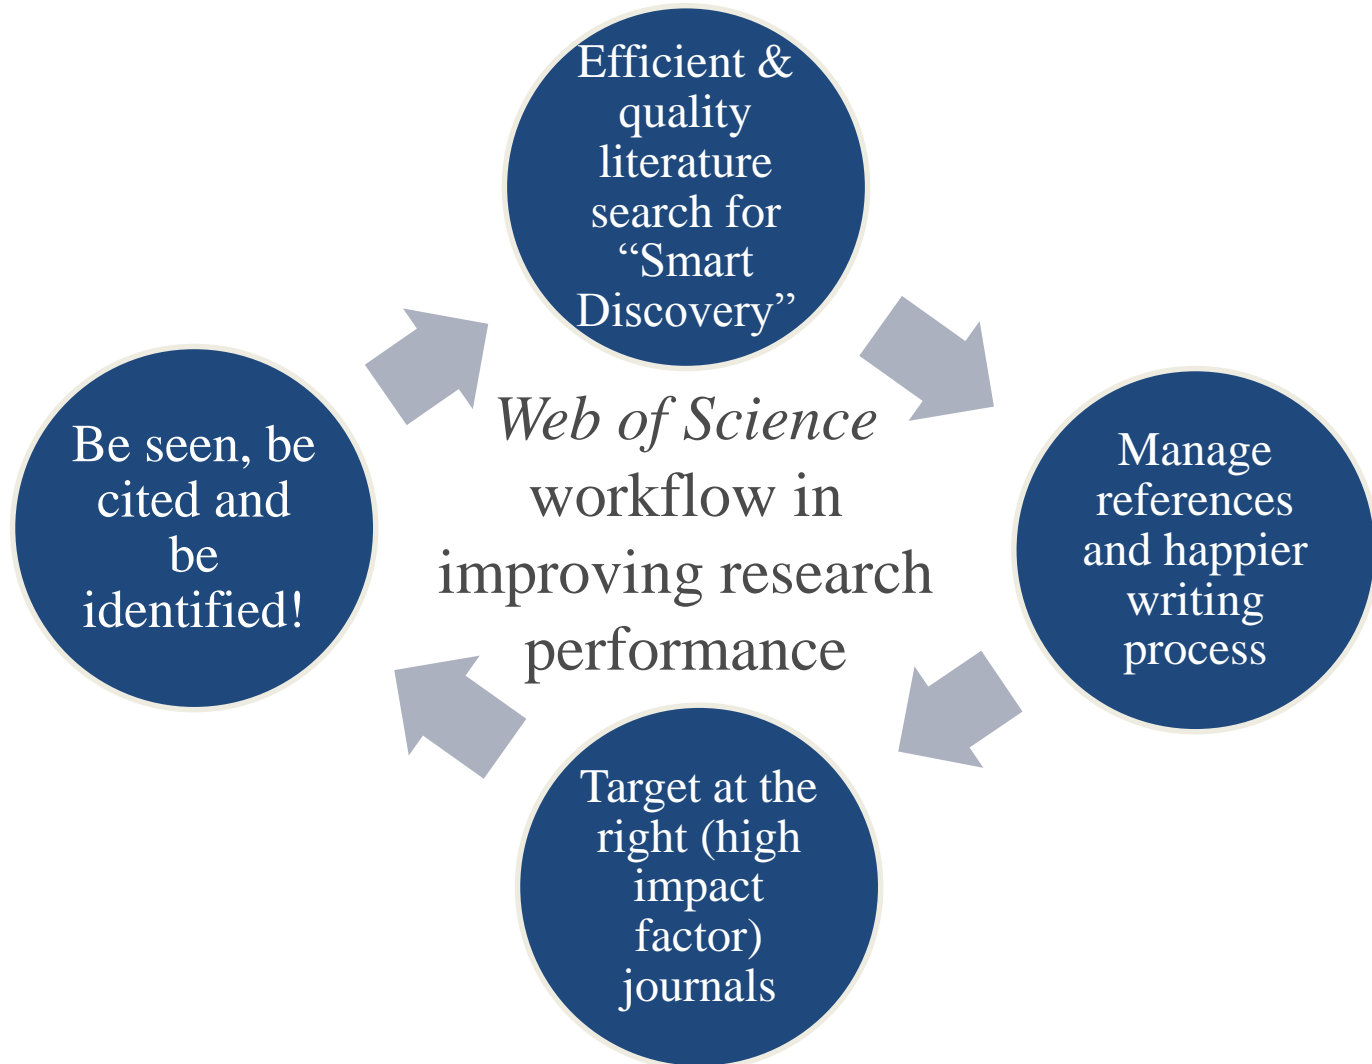 Efficient &
quality
literature
search for
“Smart
Discovery”
Web of Science
workflow in
improving research
performance
Manage
references
and happier
writing
process
Target at the
right (high
impact
factor)
journals
Be seen, be
cited and
be
identified!